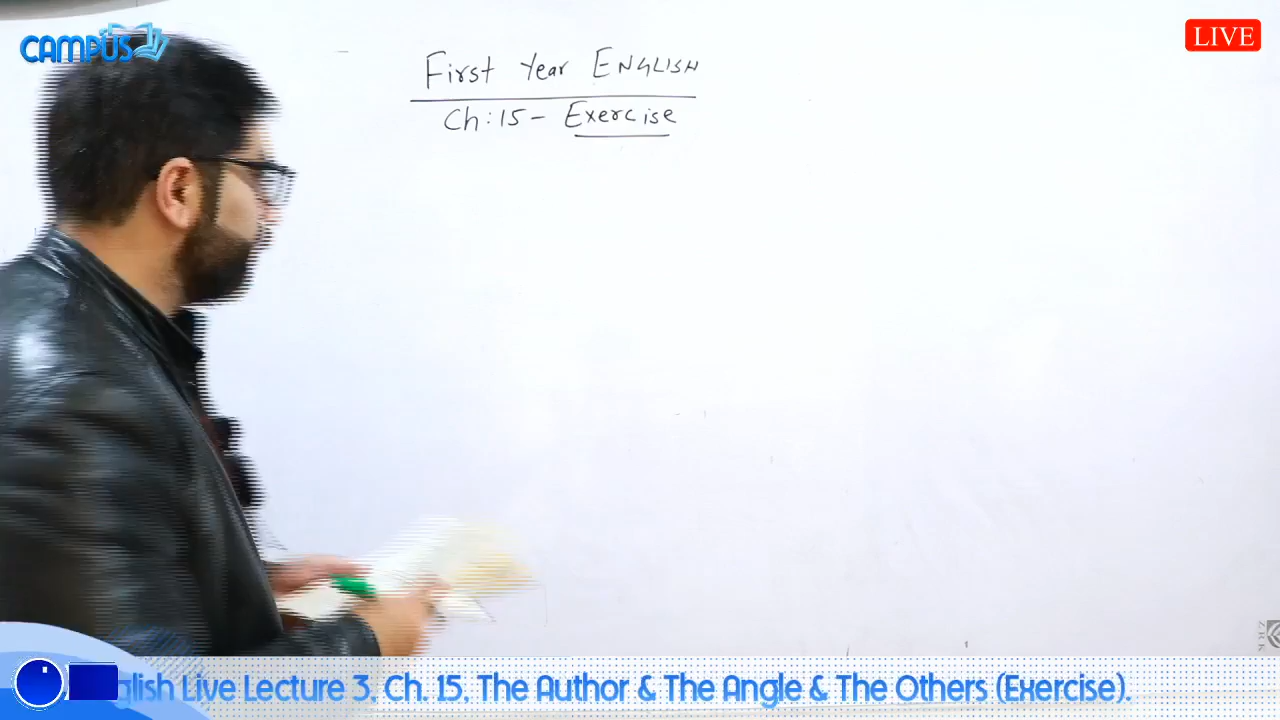 CAMPUS
LIVE
First Year ENGLISH
Ch:15- Exercise
glish Live Lecture 3, Ch. 15, The Author & The Angle & The Others (Exercise).